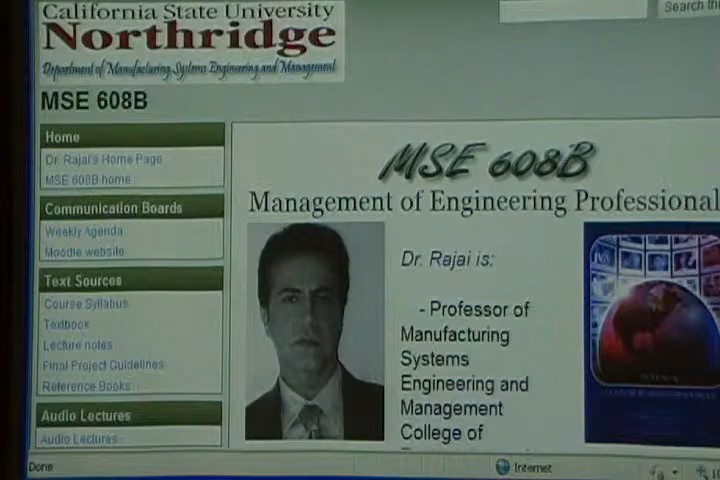 California State University
Northridge
Department of Manufacturing Systems Engineering and Management
Search
MSE 608B
Home
Dr. Rajai's Home Page
MSE 608B home
Communication Boards
Weekly Agenda
Moodle website
Text Sources
Course Syllabus
Textbook
Lecture notes
Final Project Guidelines
Reference Books
Audio Lectures
Audio Lectures
MSE 608B
Management of Engineering Professional
Dr. Rajai is:
- Professor of
Manufacturing
Systems
Engineering and
Management
College of
Done
Internet